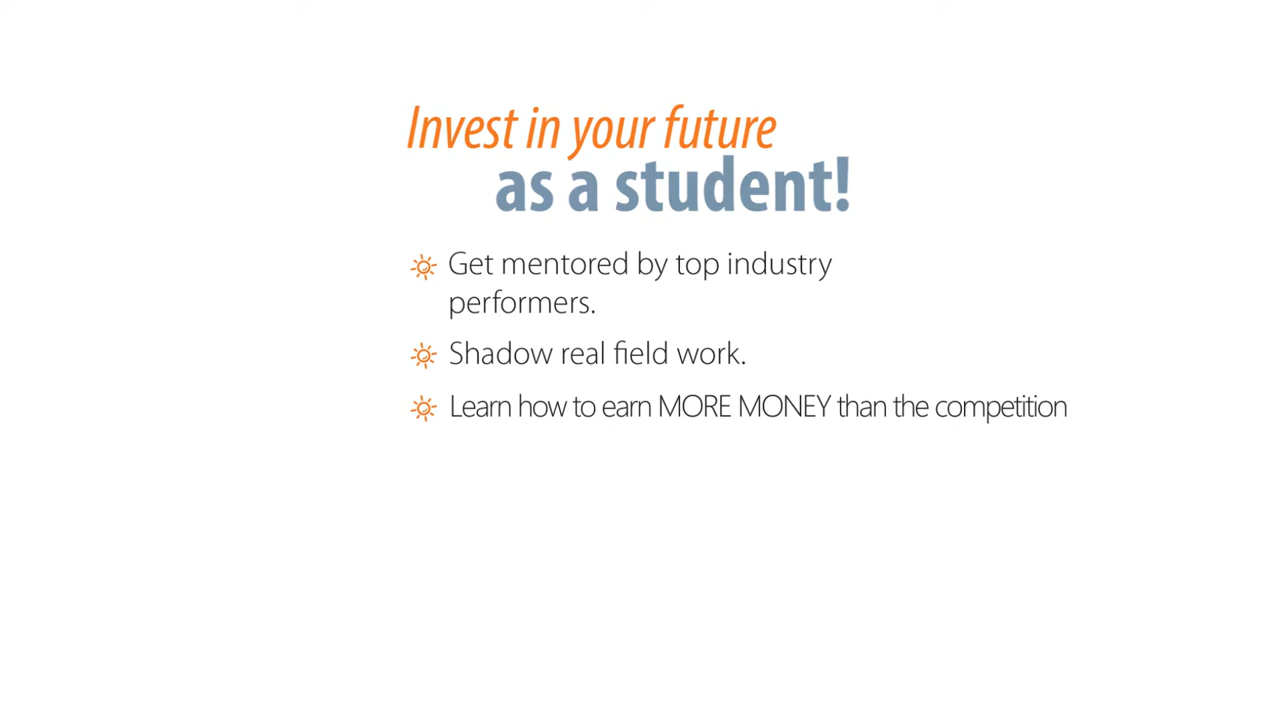 Invest in your future
as a student!
Get mentored by top industry
performers.
Shadow real field work.
Learn how to earn MORE MONEY than the competition